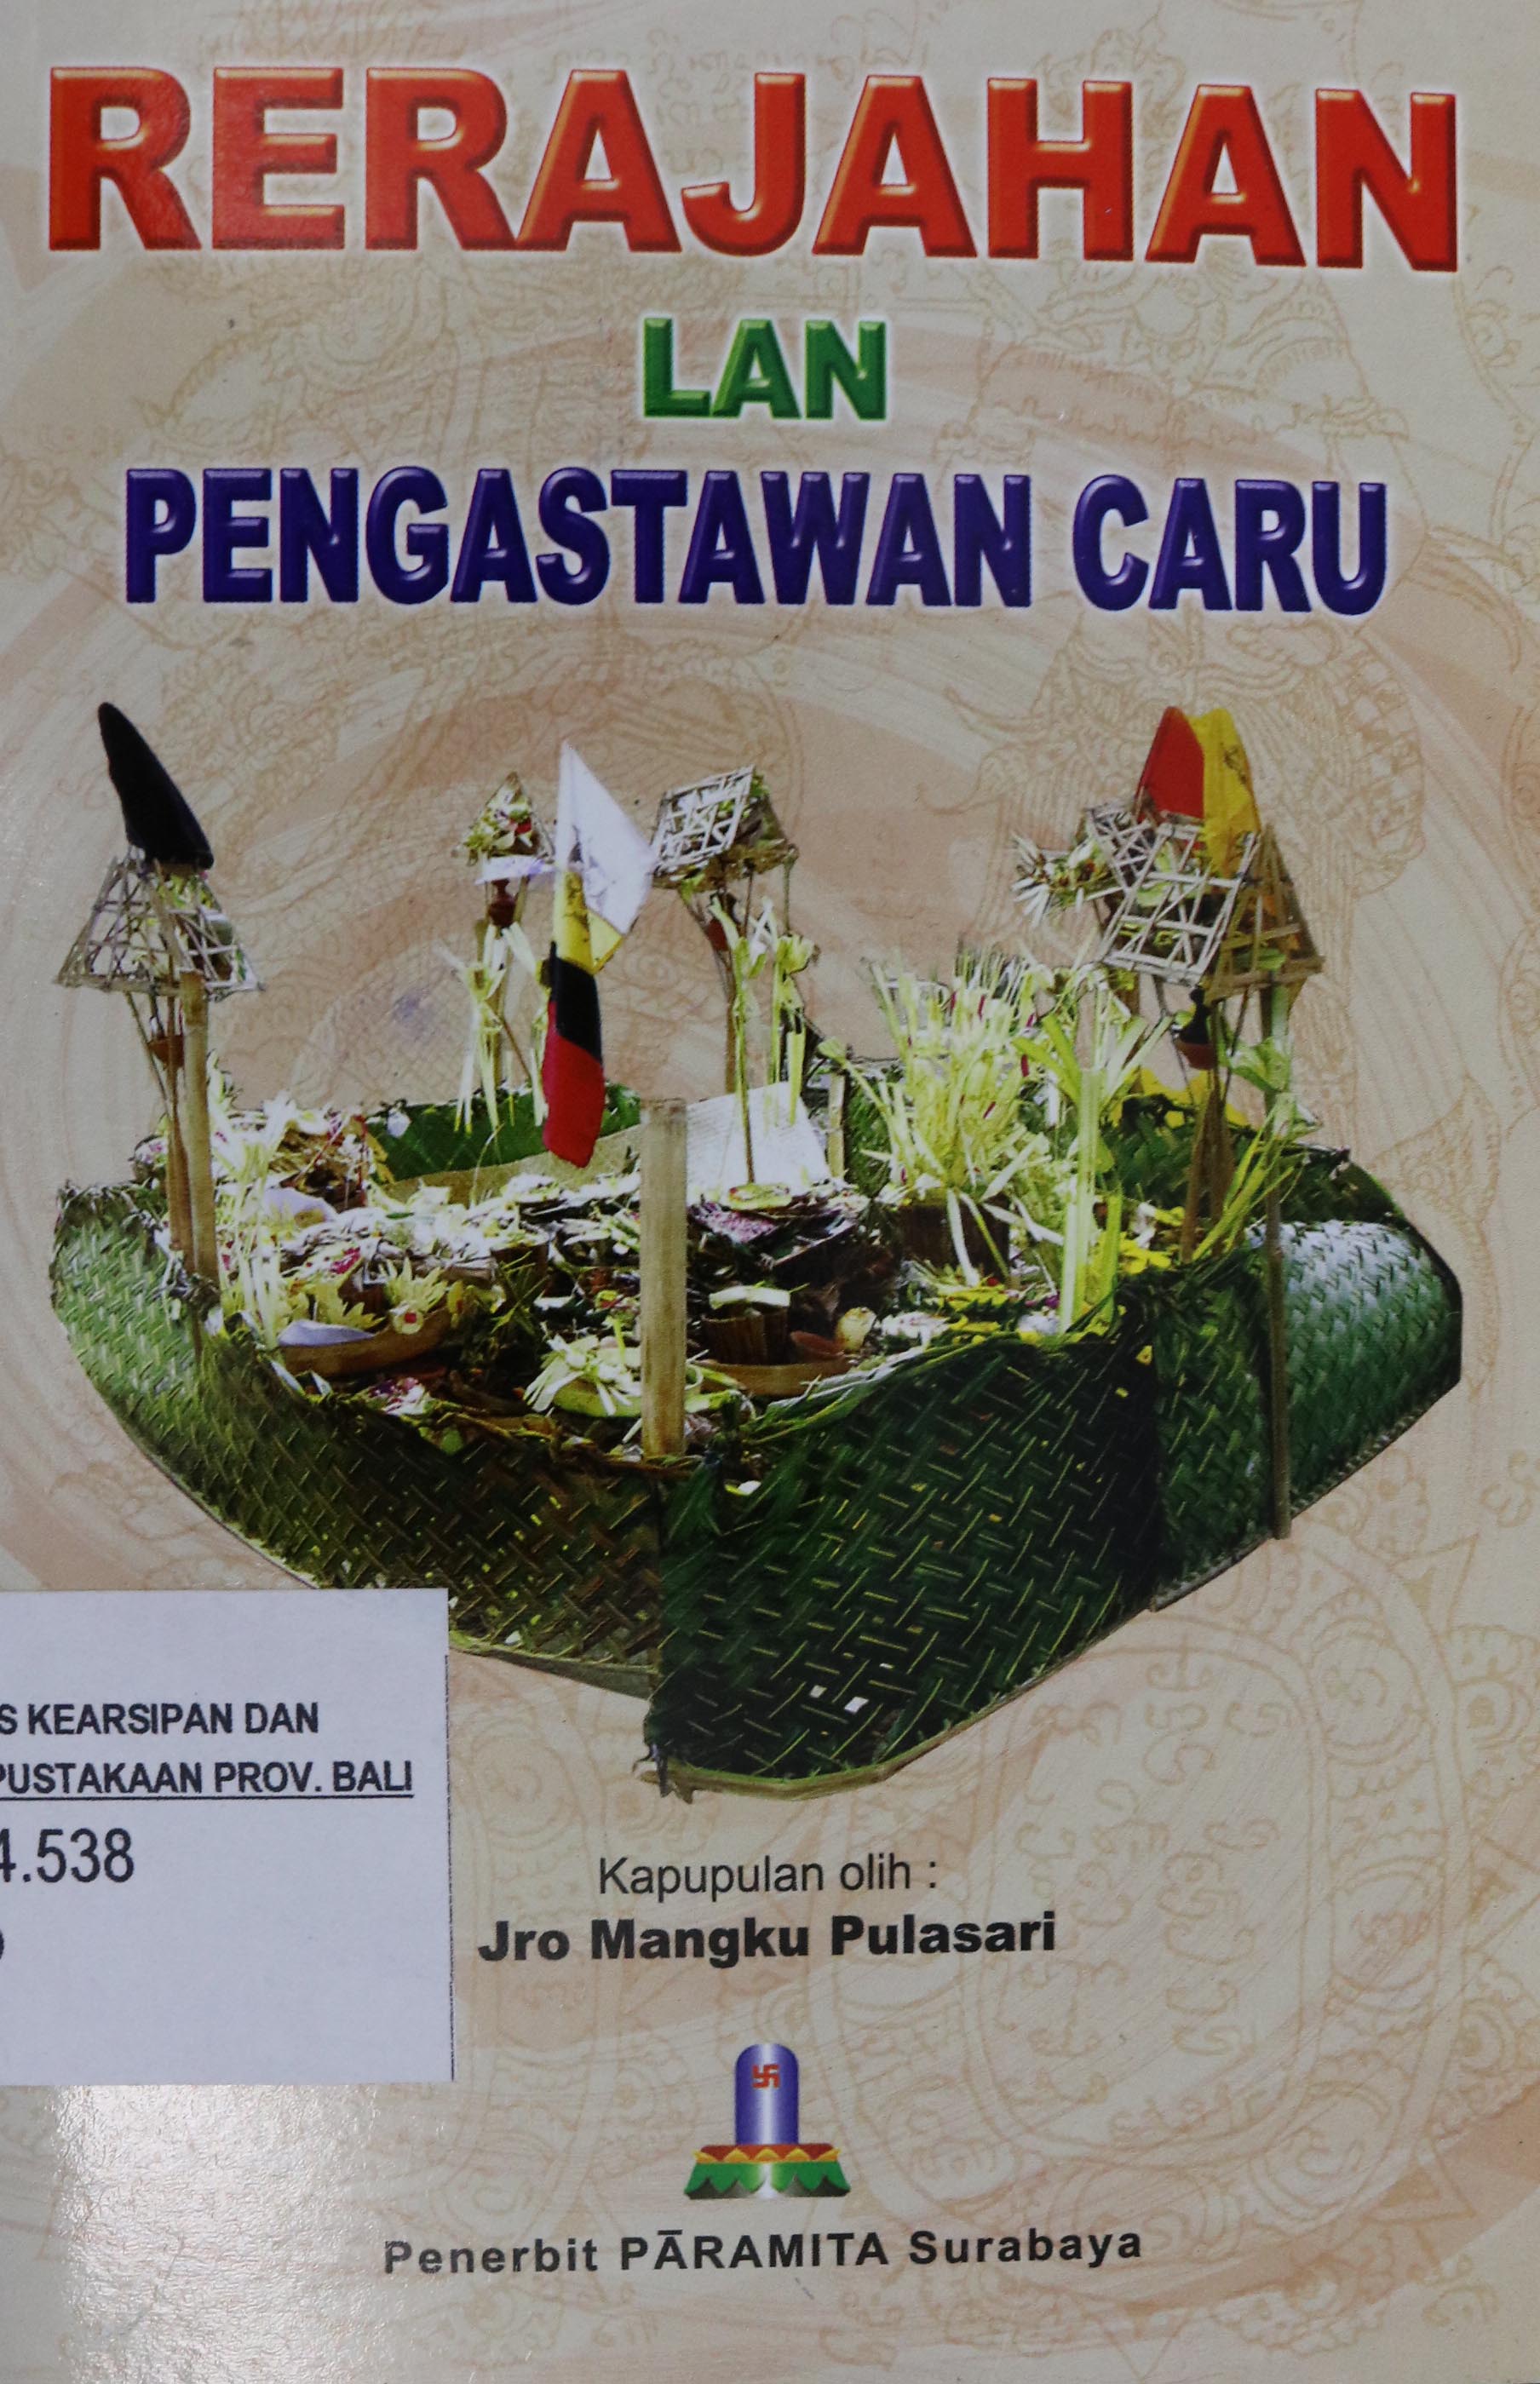 RERAJAHAN
LAN
PENGASTAWAN CARU
S KEARSIPAN DAN
PUSTAKAAN PROV. BALI
4.538
Kapupulan olih :
Jro Mangku Pulasari
Penerbit PĀRAMITA Surabaya